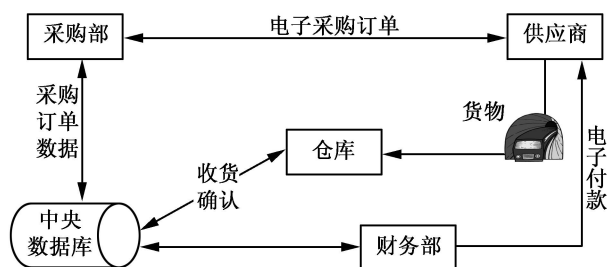 采购部
电子采购订单
供应商
采购
订单
数据
货物
电子付款
仓库
收货
确认
中央
数据库
财务部